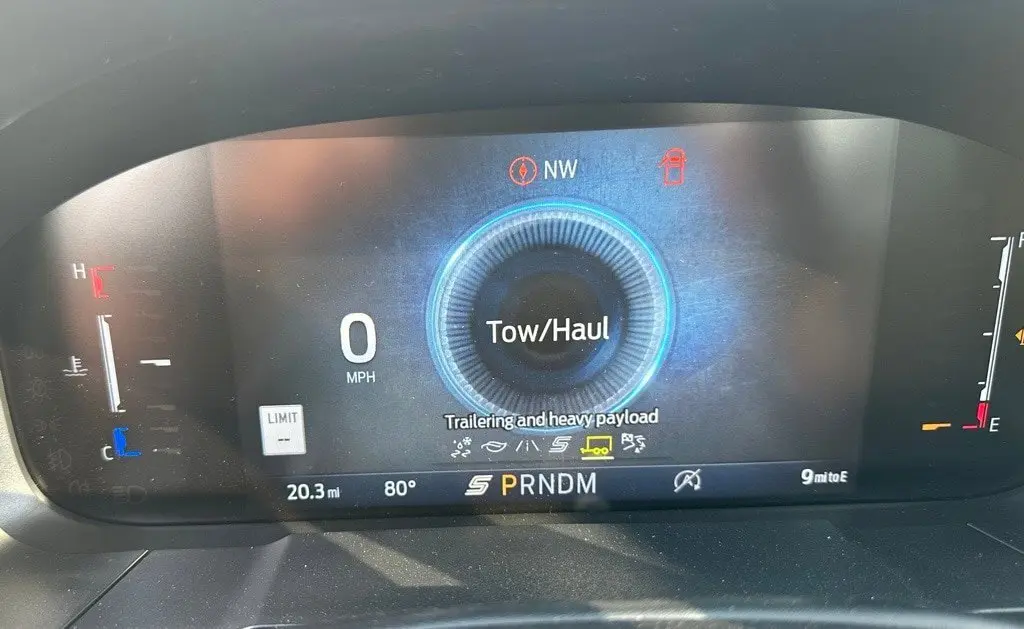 NW
H
F
0
MPH
Tow/Haul
LIMIT
--
Trailering and heavy payload
C
E
20.3 mi
80°
PRNDM
9 mi to E